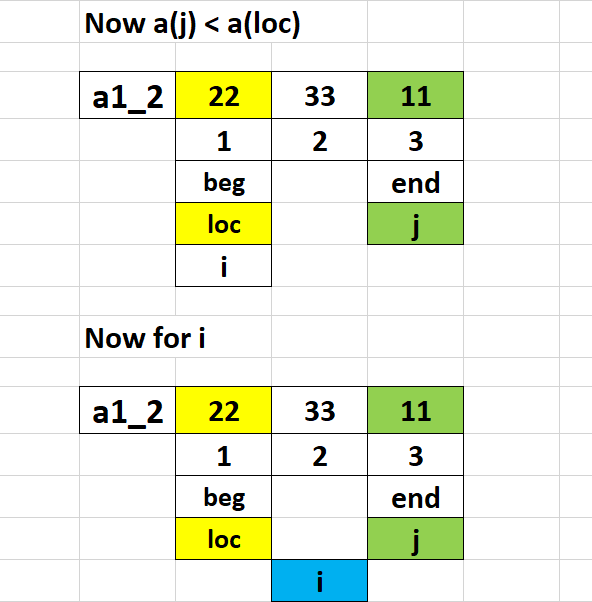 Now a(j) < a(loc)
a1_2 22 33 11
1 2 3
beg end
loc j
i
Now for i
a1_2 22 33 11
1 2 3
beg end
loc j
i